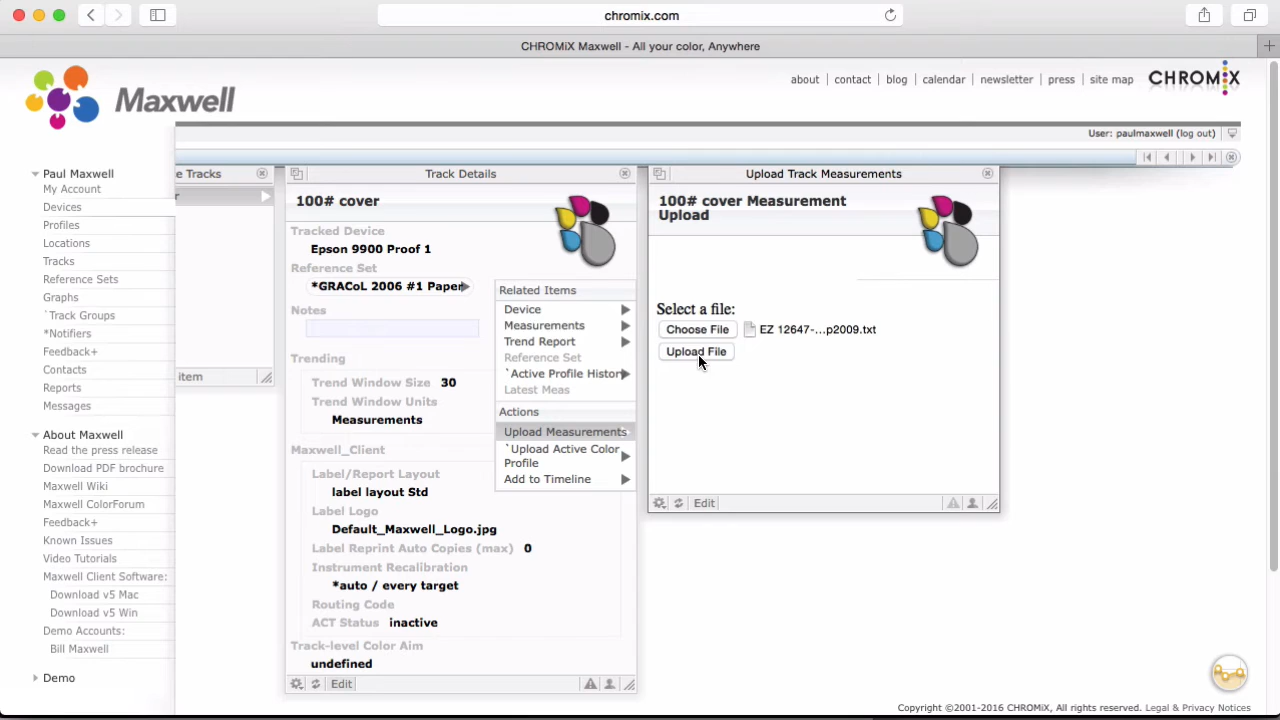 chromix.com
CHROMiX Maxwell - All your color, Anywhere
about | contact | blog | calendar | newsletter | press | site map
CHROMIX
Maxwell
User: paulmaxwell (log out)
Paul Maxwell
My Account
Devices
Profiles
Locations
Tracks
Reference Sets
Graphs
`Track Groups
*Notifiers
Feedback+
Contacts
Reports
Messages
About Maxwell
Read the press release
Download PDF brochure
Maxwell Wiki
Maxwell ColorForum
Feedback+
Known Issues
Video Tutorials
Maxwell Client Software:
Download v5 Mac
Download v5 Win
Demo Accounts:
Bill Maxwell
Demo
e Tracks
r
item
Track Details
100# cover
Tracked Device
Epson 9900 Proof 1
Reference Set
*GRACoL 2006 #1 Paper
Notes
Trending
Trend Window Size 30
Trend Window Units
Measurements
Maxwell_Client
Label/Report Layout
label layout Std
Label Logo
Default_Maxwell_Logo.jpg
Label Reprint Auto Copies (max) 0
Instrument Recalibration
*auto / every target
Routing Code
ACT Status inactive
Track-level Color Aim
undefined
Edit
Related Items
Device
Measurements
Trend Report
Reference Set
`Active Profile History
Latest Meas
Actions
Upload Measurements
`Upload Active Color
Profile
Add to Timeline
Upload Track Measurements
100# cover Measurement
Upload
Select a file:
Choose File EZ 12647-...p2009.txt
Upload File
Edit
Copyright ©2001-2016 CHROMiX, All rights reserved. Legal & Privacy Notices